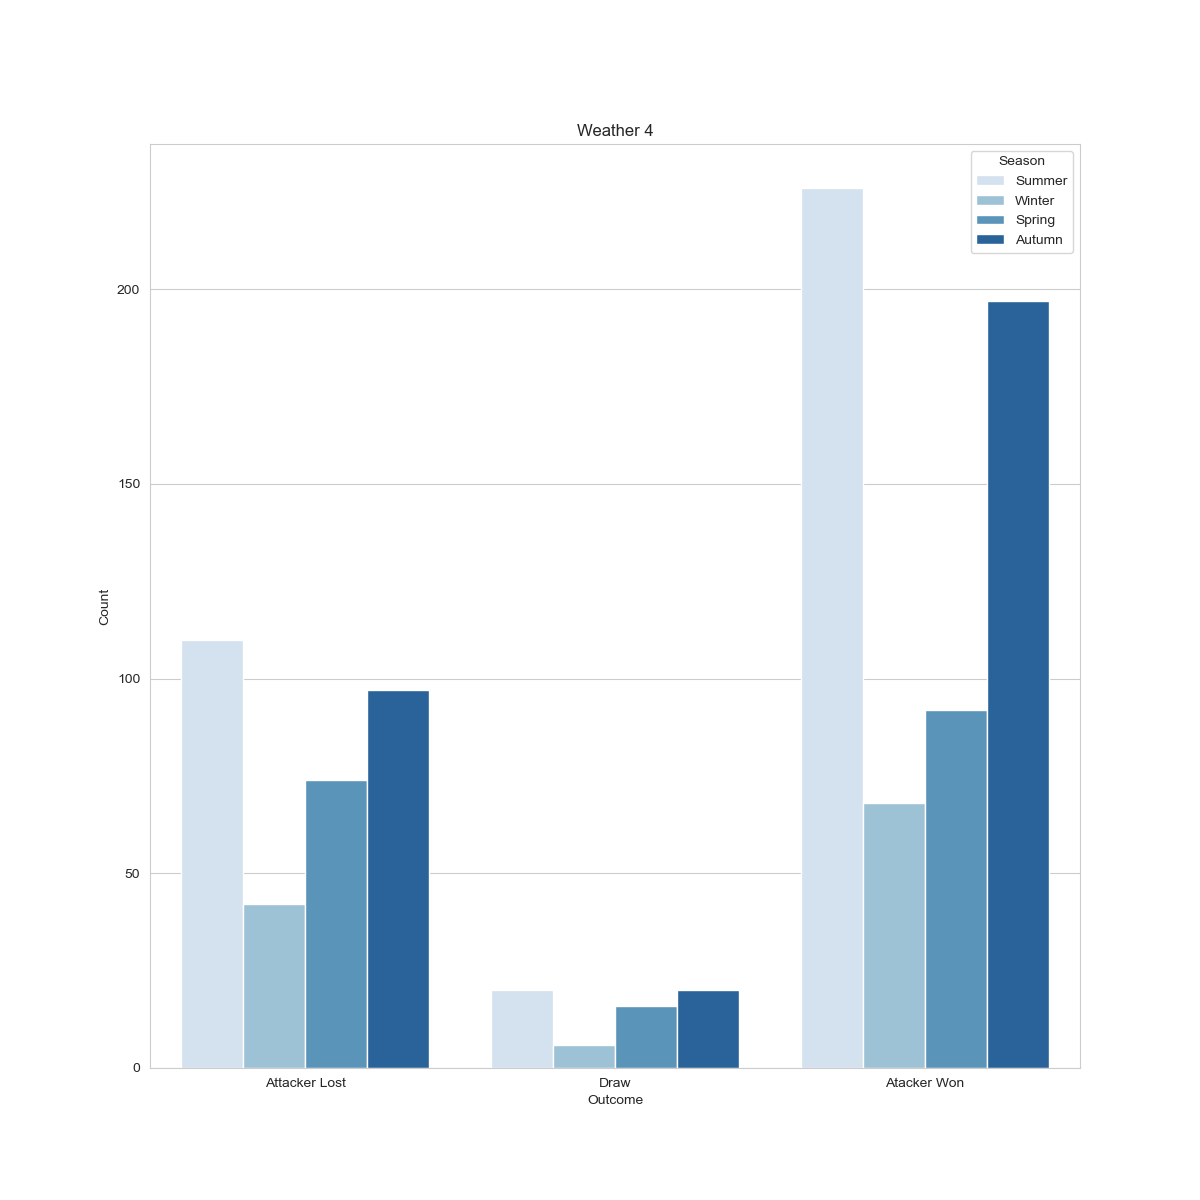 Weather 4
Season
Summer
Winter
Spring
Autumn
200
150
100
50
0
Count
Attacker Lost
Draw
Atacker Won
Outcome